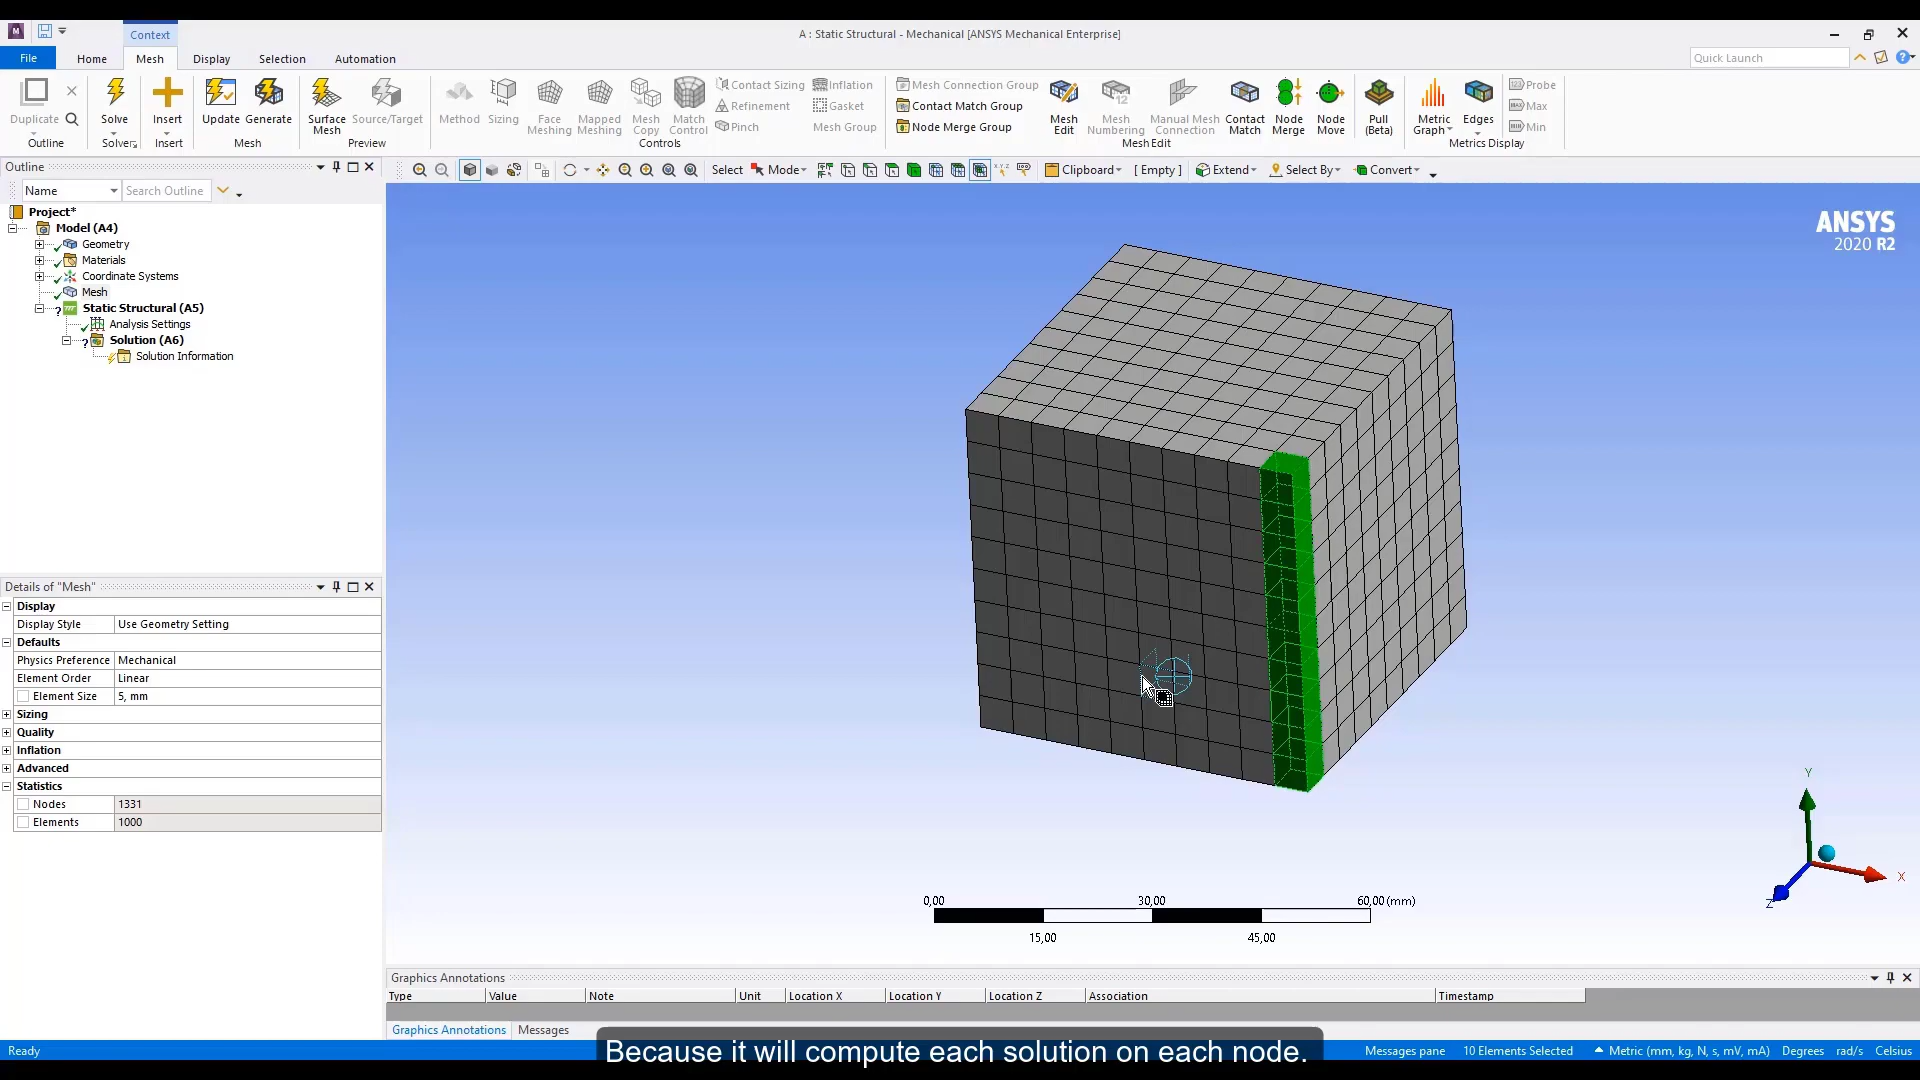 Context
A : Static Structural - Mechanical [ANSYS Mechanical Enterprise]
File Home Mesh Display Selection Automation
Quick Launch
Duplicate
Outline
Solve
Solver
Insert
Insert
Update Generate
Mesh
Surface Mesh
Source/Target
Preview
Method Sizing
Face Meshing
Mapped Meshing
Mesh Copy
Match Control
Contact Sizing
Refinement
Pinch
Inflation
Gasket
Mesh Group
Controls
Mesh Connection Group
Contact Match Group
Node Merge Group
Mesh Edit
Mesh Numbering
Manual Mesh Connection
Contact Match
Node Merge
Node Move
Mesh Edit
Pull (Beta)
Metric Graph
Edges
Probe
Max
Min
Metrics Display
Outline
Select Mode Clipboard [ Empty ] Extend Select By Convert
Name Search Outline
Project*
Model (A4)
Geometry
Materials
Coordinate Systems
Mesh
Static Structural (A5)
Analysis Settings
Solution (A6)
Solution Information
ANSYS
2020 R2
Details of "Mesh"
Display
Display Style Use Geometry Setting
Defaults
Physics Preference Mechanical
Element Order Linear
Element Size 5, mm
Sizing
Quality
Inflation
Advanced
Statistics
Nodes 1331
Elements 1000
Y
X
Z
0,00 30,00 60,00 (mm)
15,00 45,00
Graphics Annotations
Type Value Note Unit Location X Location Y Location Z Association Timestamp
Graphics Annotations Messages
Because it will compute each solution on each node.
Ready Messages pane 10 Elements Selected Metric (mm, kg, N, s, mV, mA) Degrees rad/s Celsius